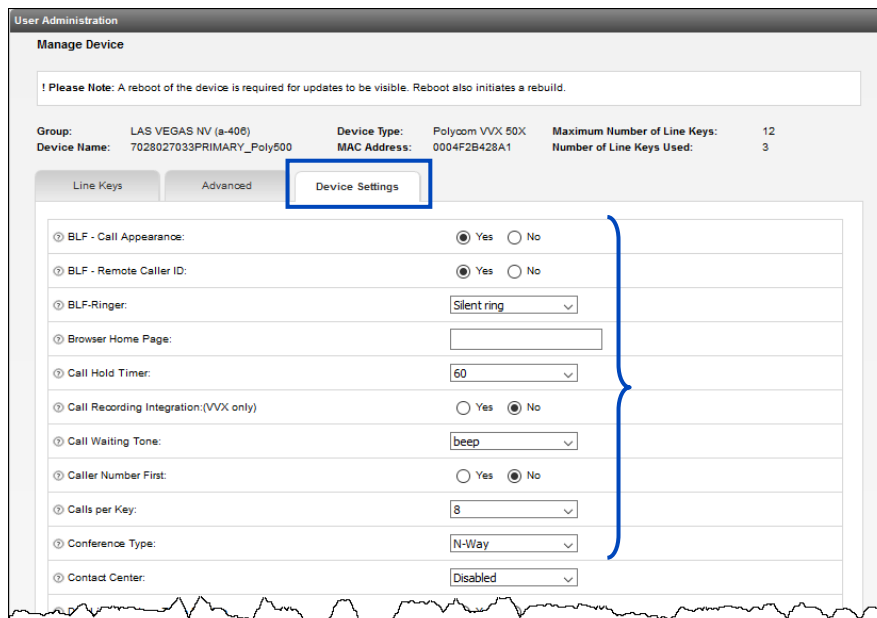 User Administration
Manage Device
! Please Note: A reboot of the device is required for updates to be visible. Reboot also initiates a rebuild.
Group: LAS VEGAS NV (a-406) Device Type: Polycom VVX 50X Maximum Number of Line Keys: 12
Device Name: 7028027033PRIMARY_Poly500 MAC Address: 0004F2B428A1 Number of Line Keys Used: 3
Line Keys Advanced Device Settings
BLF - Call Appearance: Yes No
BLF - Remote Caller ID: Yes No
BLF-Ringer: Silent ring
Browser Home Page:
Call Hold Timer: 60
Call Recording Integration:(VVX only) Yes No
Call Waiting Tone: beep
Caller Number First: Yes No
Calls per Key: 8
Conference Type: N-Way
Contact Center: Disabled